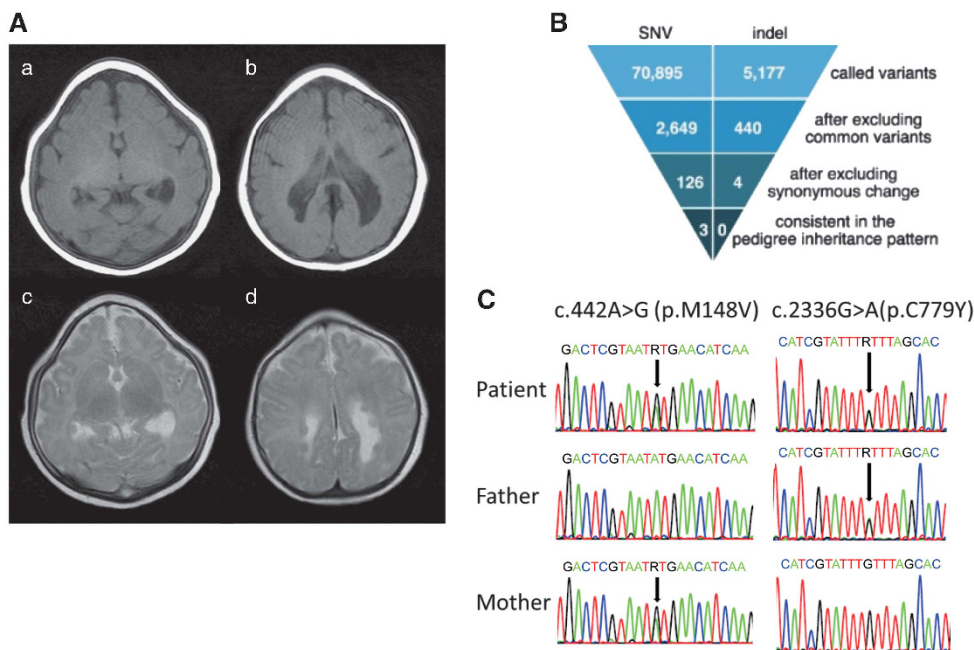 A
a
b
c
d
B
SNV indel
70,895 5,177 called variants
2,649 440 after excluding
common variants
126 4 after excluding
synonymous change
3 0 consistent in the
pedigree inheritance pattern
C
c.442A>G (p.M148V) c.2336G>A(p.C779Y)
Patient
GACTCGTAATRTGAACATCAA CATCGTATTTRTTTAGCAC
Father
GACTCGTAATATGAACATCAA CATCGTATTTRTTTAGCAC
Mother
GACTCGTAATRTGAACATCAA CATCGTATTTGTTTAGCAC